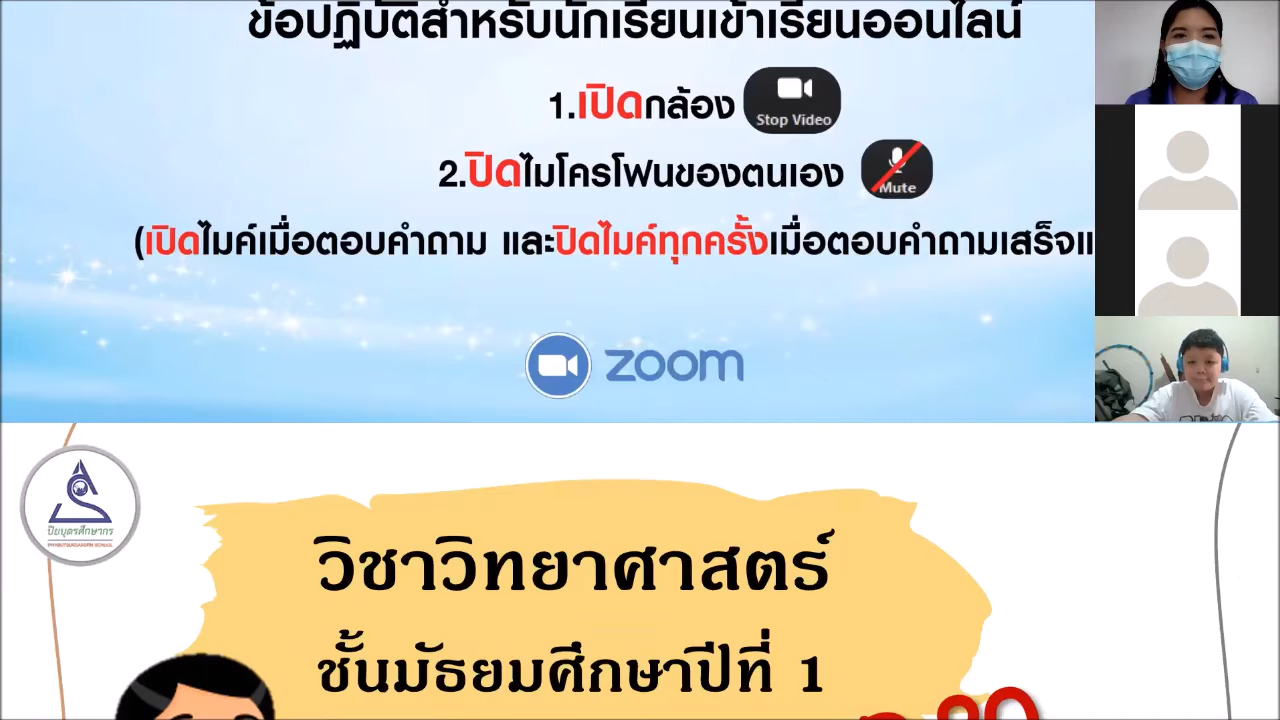 ข้อปฏิบัติสำหรับนักเรียนเข้าเรียนออนไลน์
1.เปิดกล้อง
Stop Video
2.ปิดไมโครโฟนของตนเอง
Mute
(เปิดไมค์เมื่อตอบคำถาม และปิดไมค์ทุกครั้งเมื่อตอบคำถามเสร็จแ
zoom
ปิยบุตรศึกษากร
วิชาวิทยาศาสตร์
ชั้นมัธยมศึกษาปีที่ 1